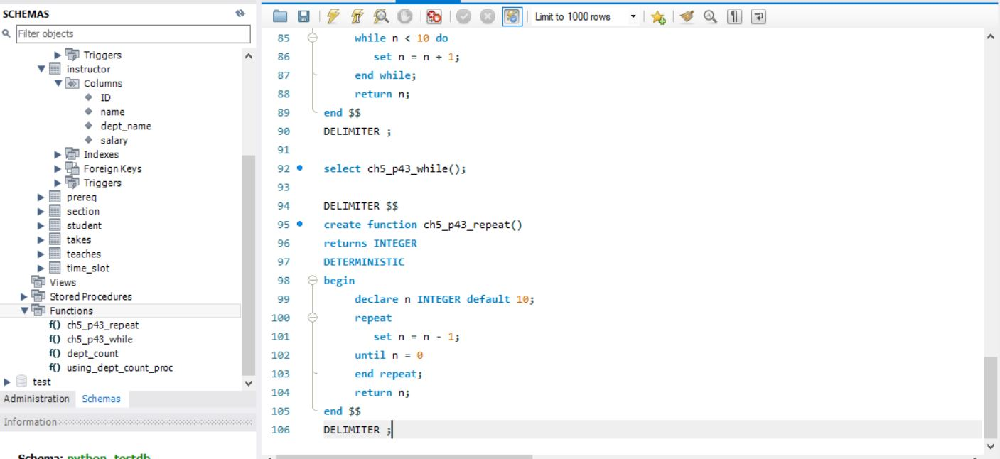 SCHEMAS
Filter objects
Triggers
instructor
Columns
ID
name
dept_name
salary
Indexes
Foreign Keys
Triggers
prereq
section
student
takes
teaches
time_slot
Views
Stored Procedures
Functions
f() ch5_p43_repeat
f() ch5_p43_while
f() dept_count
f() using_dept_count_proc
test
Administration Schemas
Information
Schema: python_testdb
Limit to 1000 rows
85 while n < 10 do
86 set n = n + 1;
87 end while;
88 return n;
89 end $$
90 DELIMITER ;
91
92 select ch5_p43_while();
93
94 DELIMITER $$
95 create function ch5_p43_repeat()
96 returns INTEGER
97 DETERMINISTIC
98 begin
99 declare n INTEGER default 10;
100 repeat
101 set n = n - 1;
102 until n = 0
103 end repeat;
104 return n;
105 end $$
106 DELIMITER ;